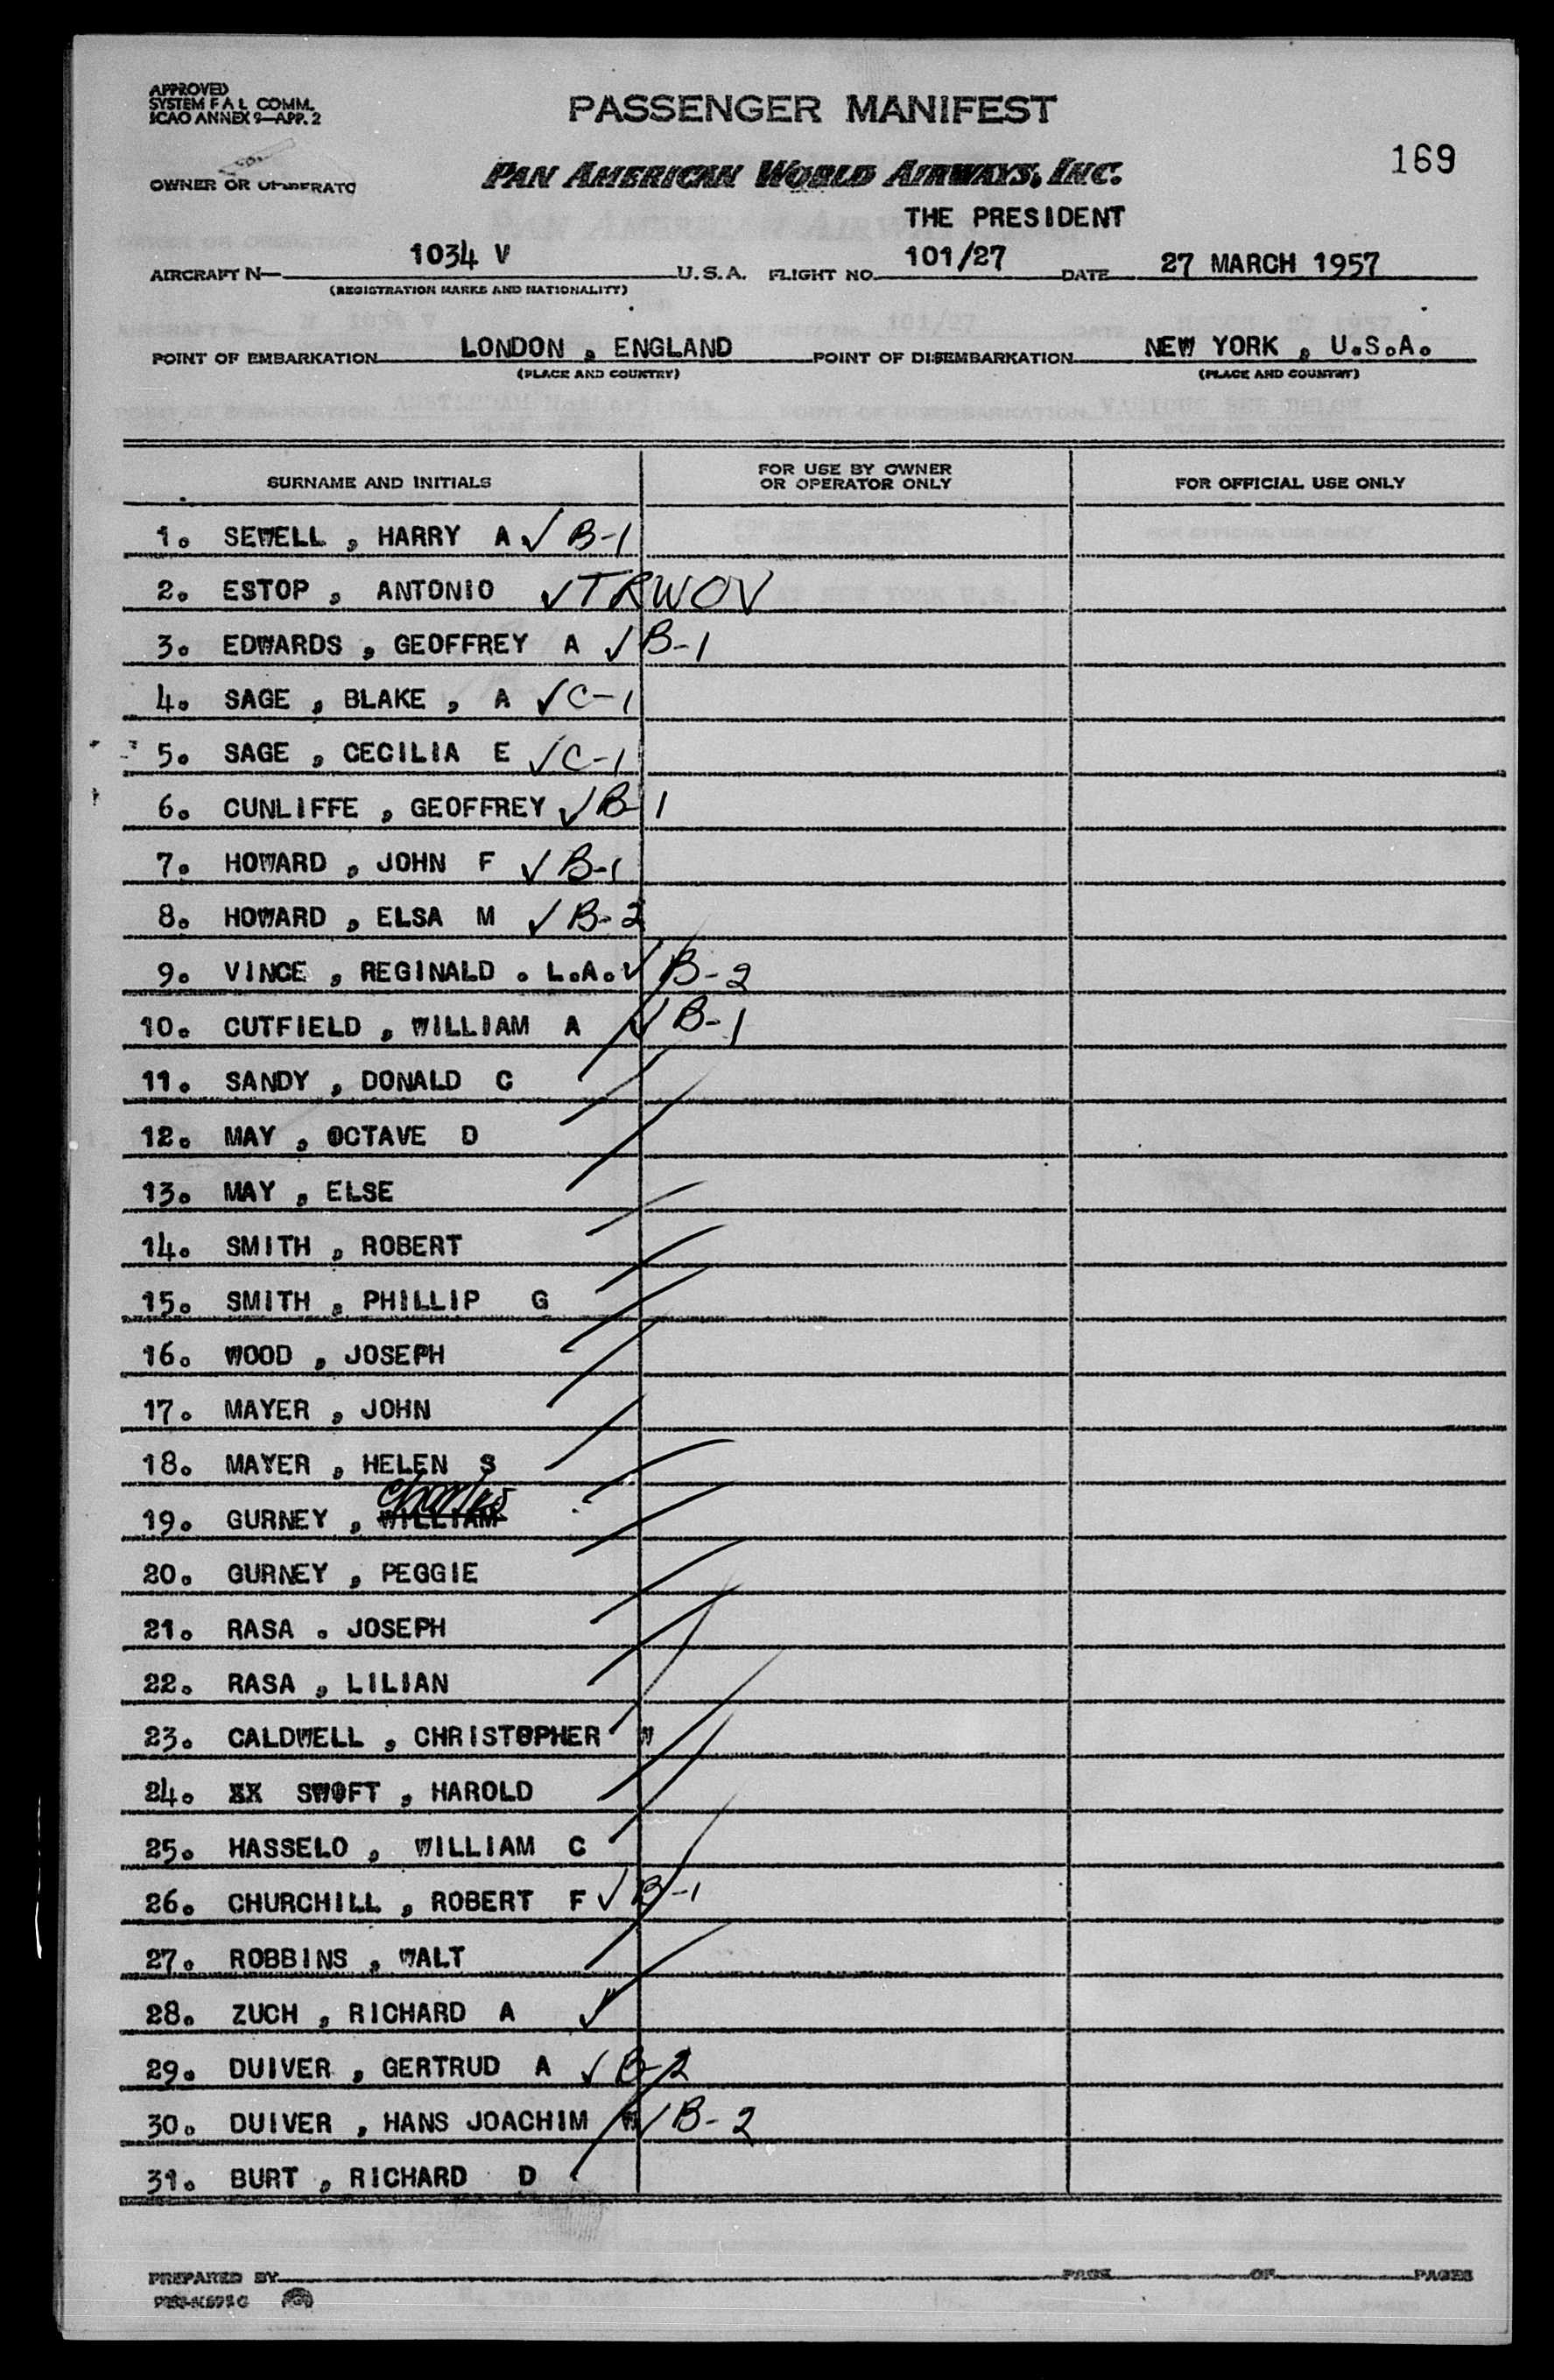 APPROVED
SYSTEM F A L COMM.
ICAO ANNEX 9—APP. 2
PASSENGER MANIFEST
169
OWNER OR
PAN AMERICAN WORLD AIRWAYS, INC.
THE PRESIDENT
AIRCRAFT N— 1034 V U.S.A. FLIGHT NO. 101/27 DATE 27 MARCH 1957
(REGISTRATION MARKS AND NATIONALITY)
POINT OF EMBARKATION LONDON , ENGLAND POINT OF DISEMBARKATION NEW YORK , U.S.A.
(PLACE AND COUNTRY) (PLACE AND COUNTRY)
SURNAME AND INITIALS FOR USE BY OWNER OR OPERATOR ONLY FOR OFFICIAL USE ONLY
1. SEWELL , HARRY A ✓ B-1
2. ESTOP , ANTONIO ✓ TRWOV
3. EDWARDS , GEOFFREY A ✓ B-1
4. SAGE , BLAKE , A ✓ C-1
5. SAGE , CECILIA E ✓ C-1
6. CUNLIFFE , GEOFFREY ✓ B-1
7. HOWARD , JOHN F ✓ B-1
8. HOWARD , ELSA M ✓ B-2
9. VINCE , REGINALD . L.A. ✓ B-2
10. CUTFIELD , WILLIAM A ✓ B-1
11. SANDY , DONALD C
12. MAY , OCTAVE D
13. MAY , ELSE
14. SMITH , ROBERT
15. SMITH , PHILLIP G
16. WOOD , JOSEPH
17. MAYER , JOHN
18. MAYER , HELEN S
19. GURNEY , WILLIAM Charles
20. GURNEY , PEGGIE
21. RASA . JOSEPH
22. RASA , LILIAN
23. CALDWELL , CHRISTOPHER W
24. XX SWOFT , HAROLD
25. HASSELO , WILLIAM C
26. CHURCHILL , ROBERT F ✓ B-1
27. ROBBINS , WALT
28. ZUCH , RICHARD A
29. DUIVER , GERTRUD A ✓ B-2
30. DUIVER , HANS JOACHIM ✓ B-2
31. BURT , RICHARD D
PREPARED BY PAGE OF PAGES